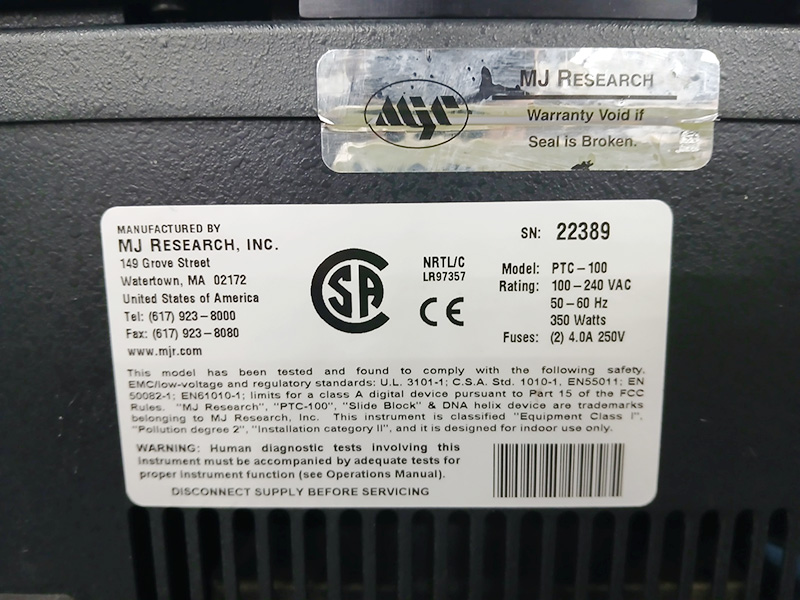 MJR
MJ RESEARCH
Warranty Void if
Seal is Broken.
MANUFACTURED BY
MJ RESEARCH, INC.
149 Grove Street
Watertown, MA 02172
United States of America
Tel: (617) 923-8000
Fax: (617) 923-8080
www.mjr.com
CSA
NRTL/C
LR97357
CE
SN: 22389
Model: PTC-100
Rating: 100-240 VAC
50-60 Hz
350 Watts
Fuses: (2) 4.0A 250V
This model has been tested and found to comply with the following safety,
EMC/low-voltage and regulatory standards: U.L. 3101-1; C.S.A. Std. 1010-1, EN55011; EN
50082-1; EN61010-1; limits for a class A digital device pursuant to Part 15 of the FCC
Rules. "MJ Research", "PTC-100", "Slide Block" & DNA helix device are trademarks
belonging to MJ Research, Inc. This instrument is classified "Equipment Class I",
"Pollution degree 2", "Installation category II", and it is designed for indoor use only.
WARNING: Human diagnostic tests involving this
instrument must be accompanied by adequate tests for
proper instrument function (see Operations Manual).
DISCONNECT SUPPLY BEFORE SERVICING